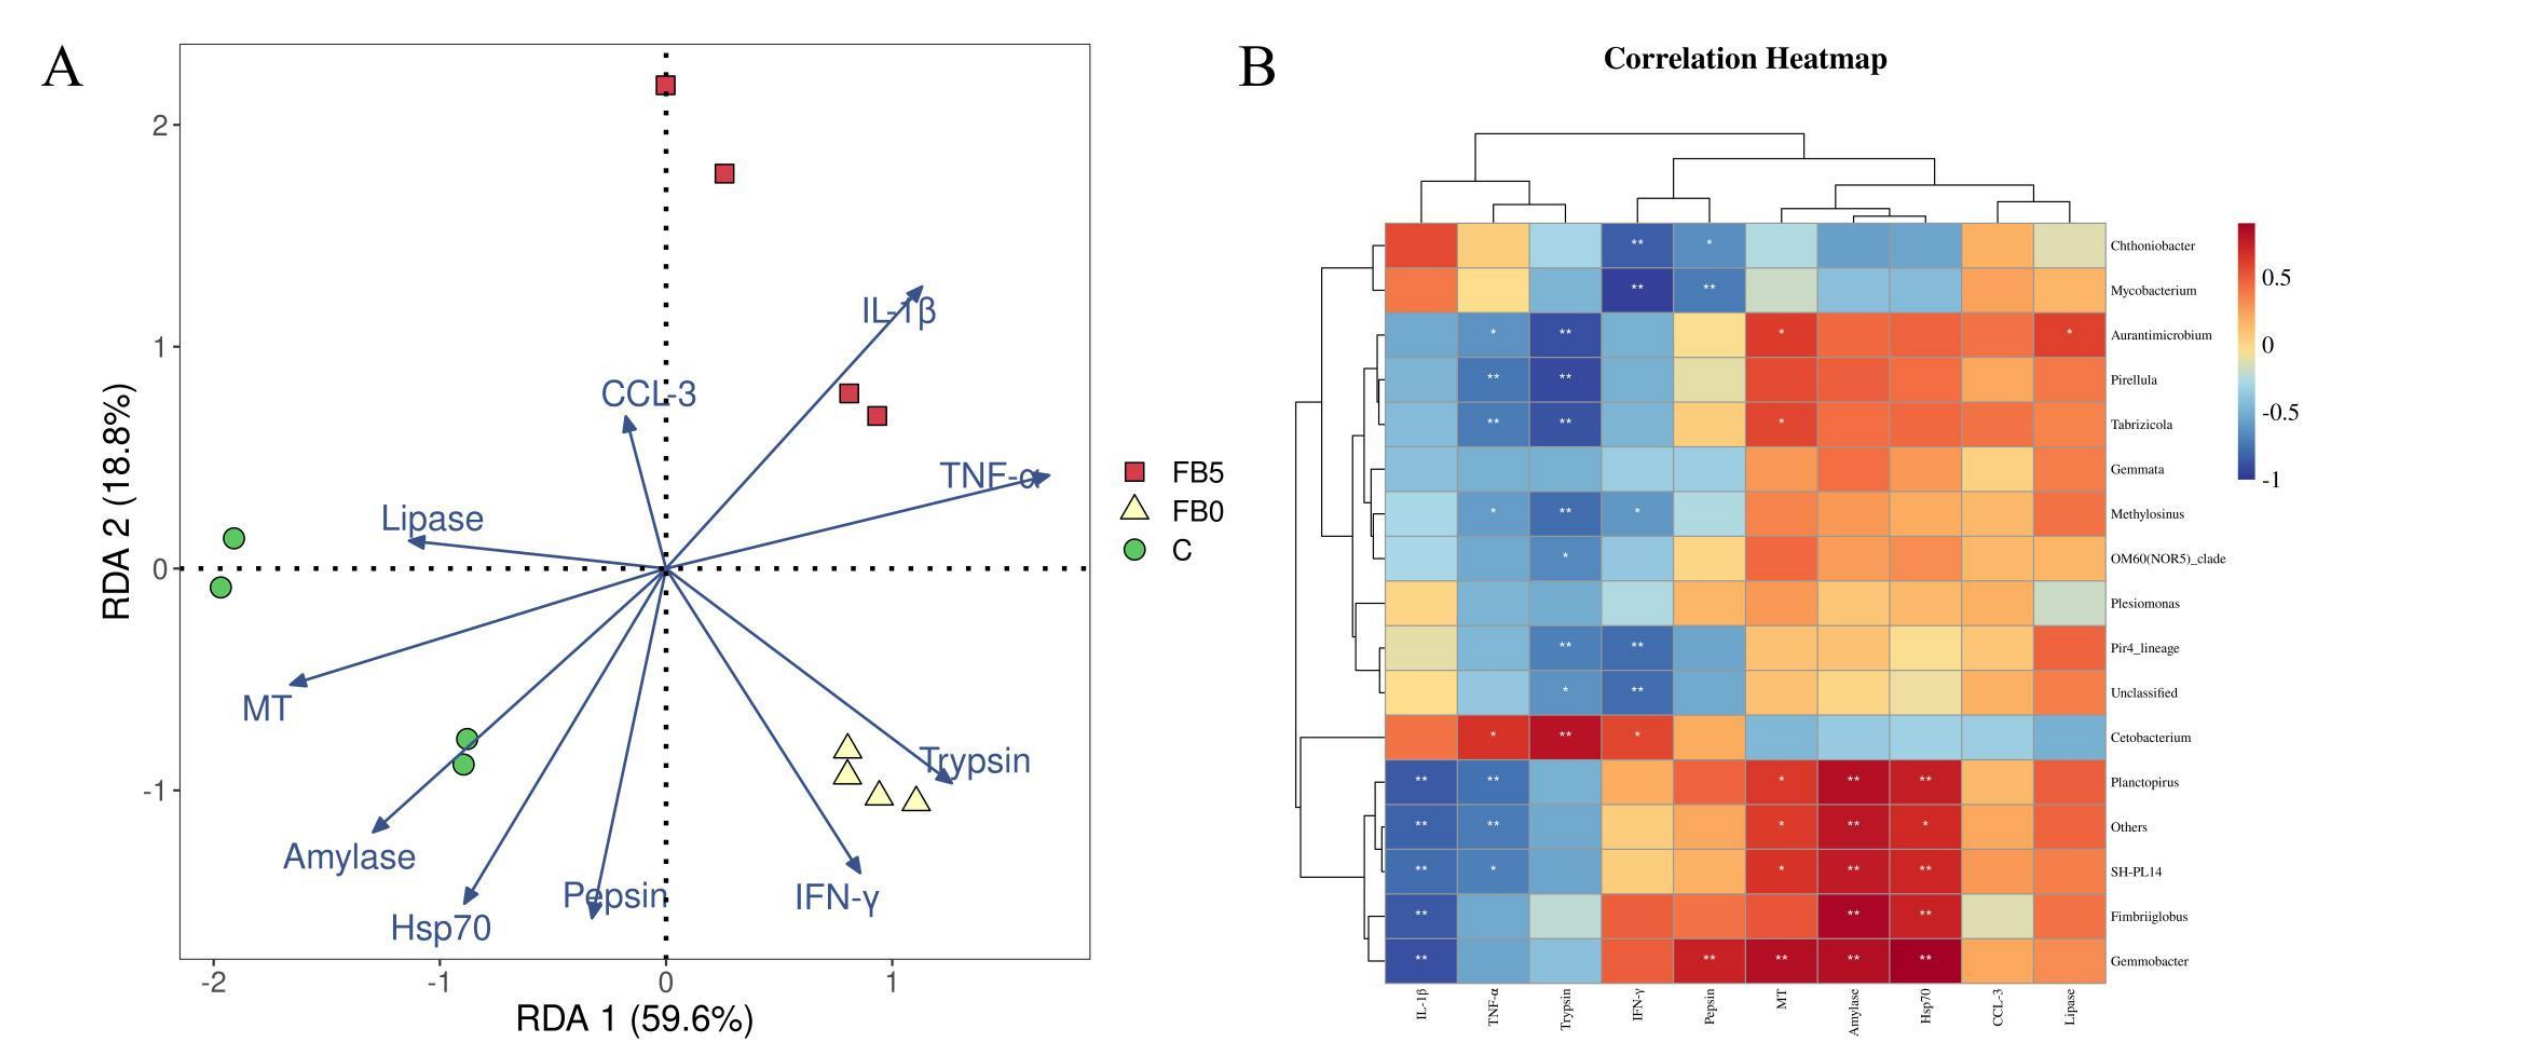 A
2
1
0
-1
RDA 2 (18.8%)
IL-1β
CCL-3
TNF-α
Lipase
MT
Trypsin
Amylase
Pepsin
IFN-γ
Hsp70
-2
-1
0
1
RDA 1 (59.6%)
FB5
FB0
C
B
Correlation Heatmap
** * Chthoniobacter
** ** Mycobacterium
* ** * * Aurantimicrobium
** ** Pirellula
** ** * Tabrizicola
Gemmata
* ** * Methylosinus
* OM60(NOR5)_clade
Plesiomonas
** ** Pir4_lineage
* ** Unclassified
* ** * Cetobacterium
** ** * ** ** Planctopirus
** ** * ** * Others
** * * ** ** SH-PL14
** ** ** Fimbriiglobus
** ** ** ** ** Gemmobacter
IL-1β
TNF-α
Trypsin
IFN-γ
Pepsin
MT
Amylase
Hsp70
CCL-3
Lipase
0.5
0
-0.5
-1